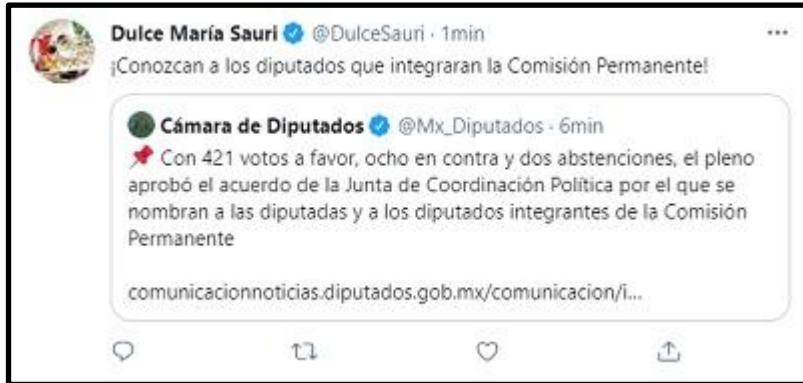 Dulce María Sauri @DulceSauri · 1min
¡Conozcan a los diputados que integraran la Comisión Permanente!
Cámara de Diputados @Mx_Diputados · 6min
📌 Con 421 votos a favor, ocho en contra y dos abstenciones, el pleno
aprobó el acuerdo de la Junta de Coordinación Política por el que se
nombran a las diputadas y a los diputados integrantes de la Comisión
Permanente
comunicacionnoticias.diputados.gob.mx/comunicacion/i...